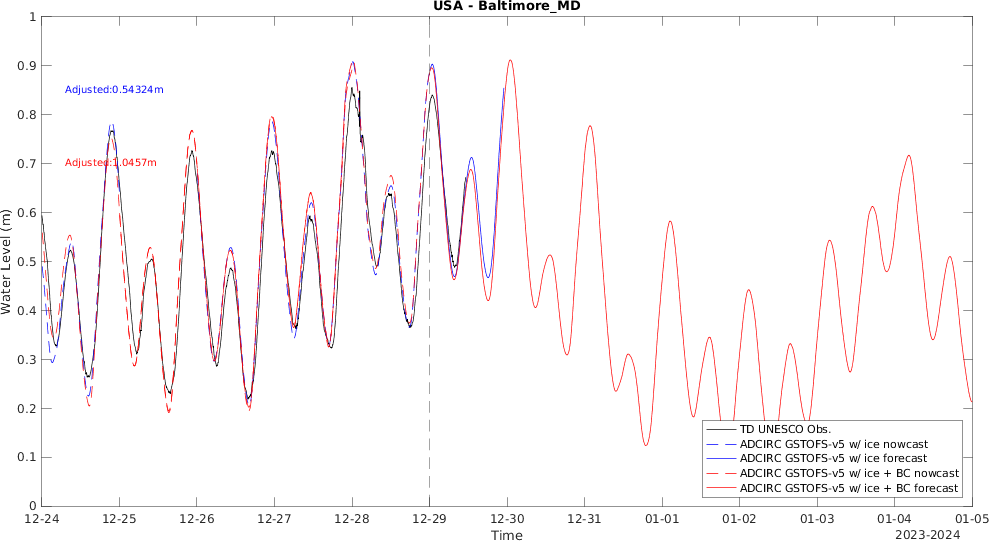 USA - Baltimore_MD
1
0.9
0.8
0.7
0.6
0.5
0.4
0.3
0.2
0.1
0
Water Level (m)
Adjusted:0.54324m
Adjusted:1.0457m
TD UNESCO Obs.
ADCIRC GSTOFS-v5 w/ ice nowcast
ADCIRC GSTOFS-v5 w/ ice forecast
ADCIRC GSTOFS-v5 w/ ice + BC nowcast
ADCIRC GSTOFS-v5 w/ ice + BC forecast
12-24 12-25 12-26 12-27 12-28 12-29 12-30 12-31 01-01 01-02 01-03 01-04 01-05
Time
2023-2024